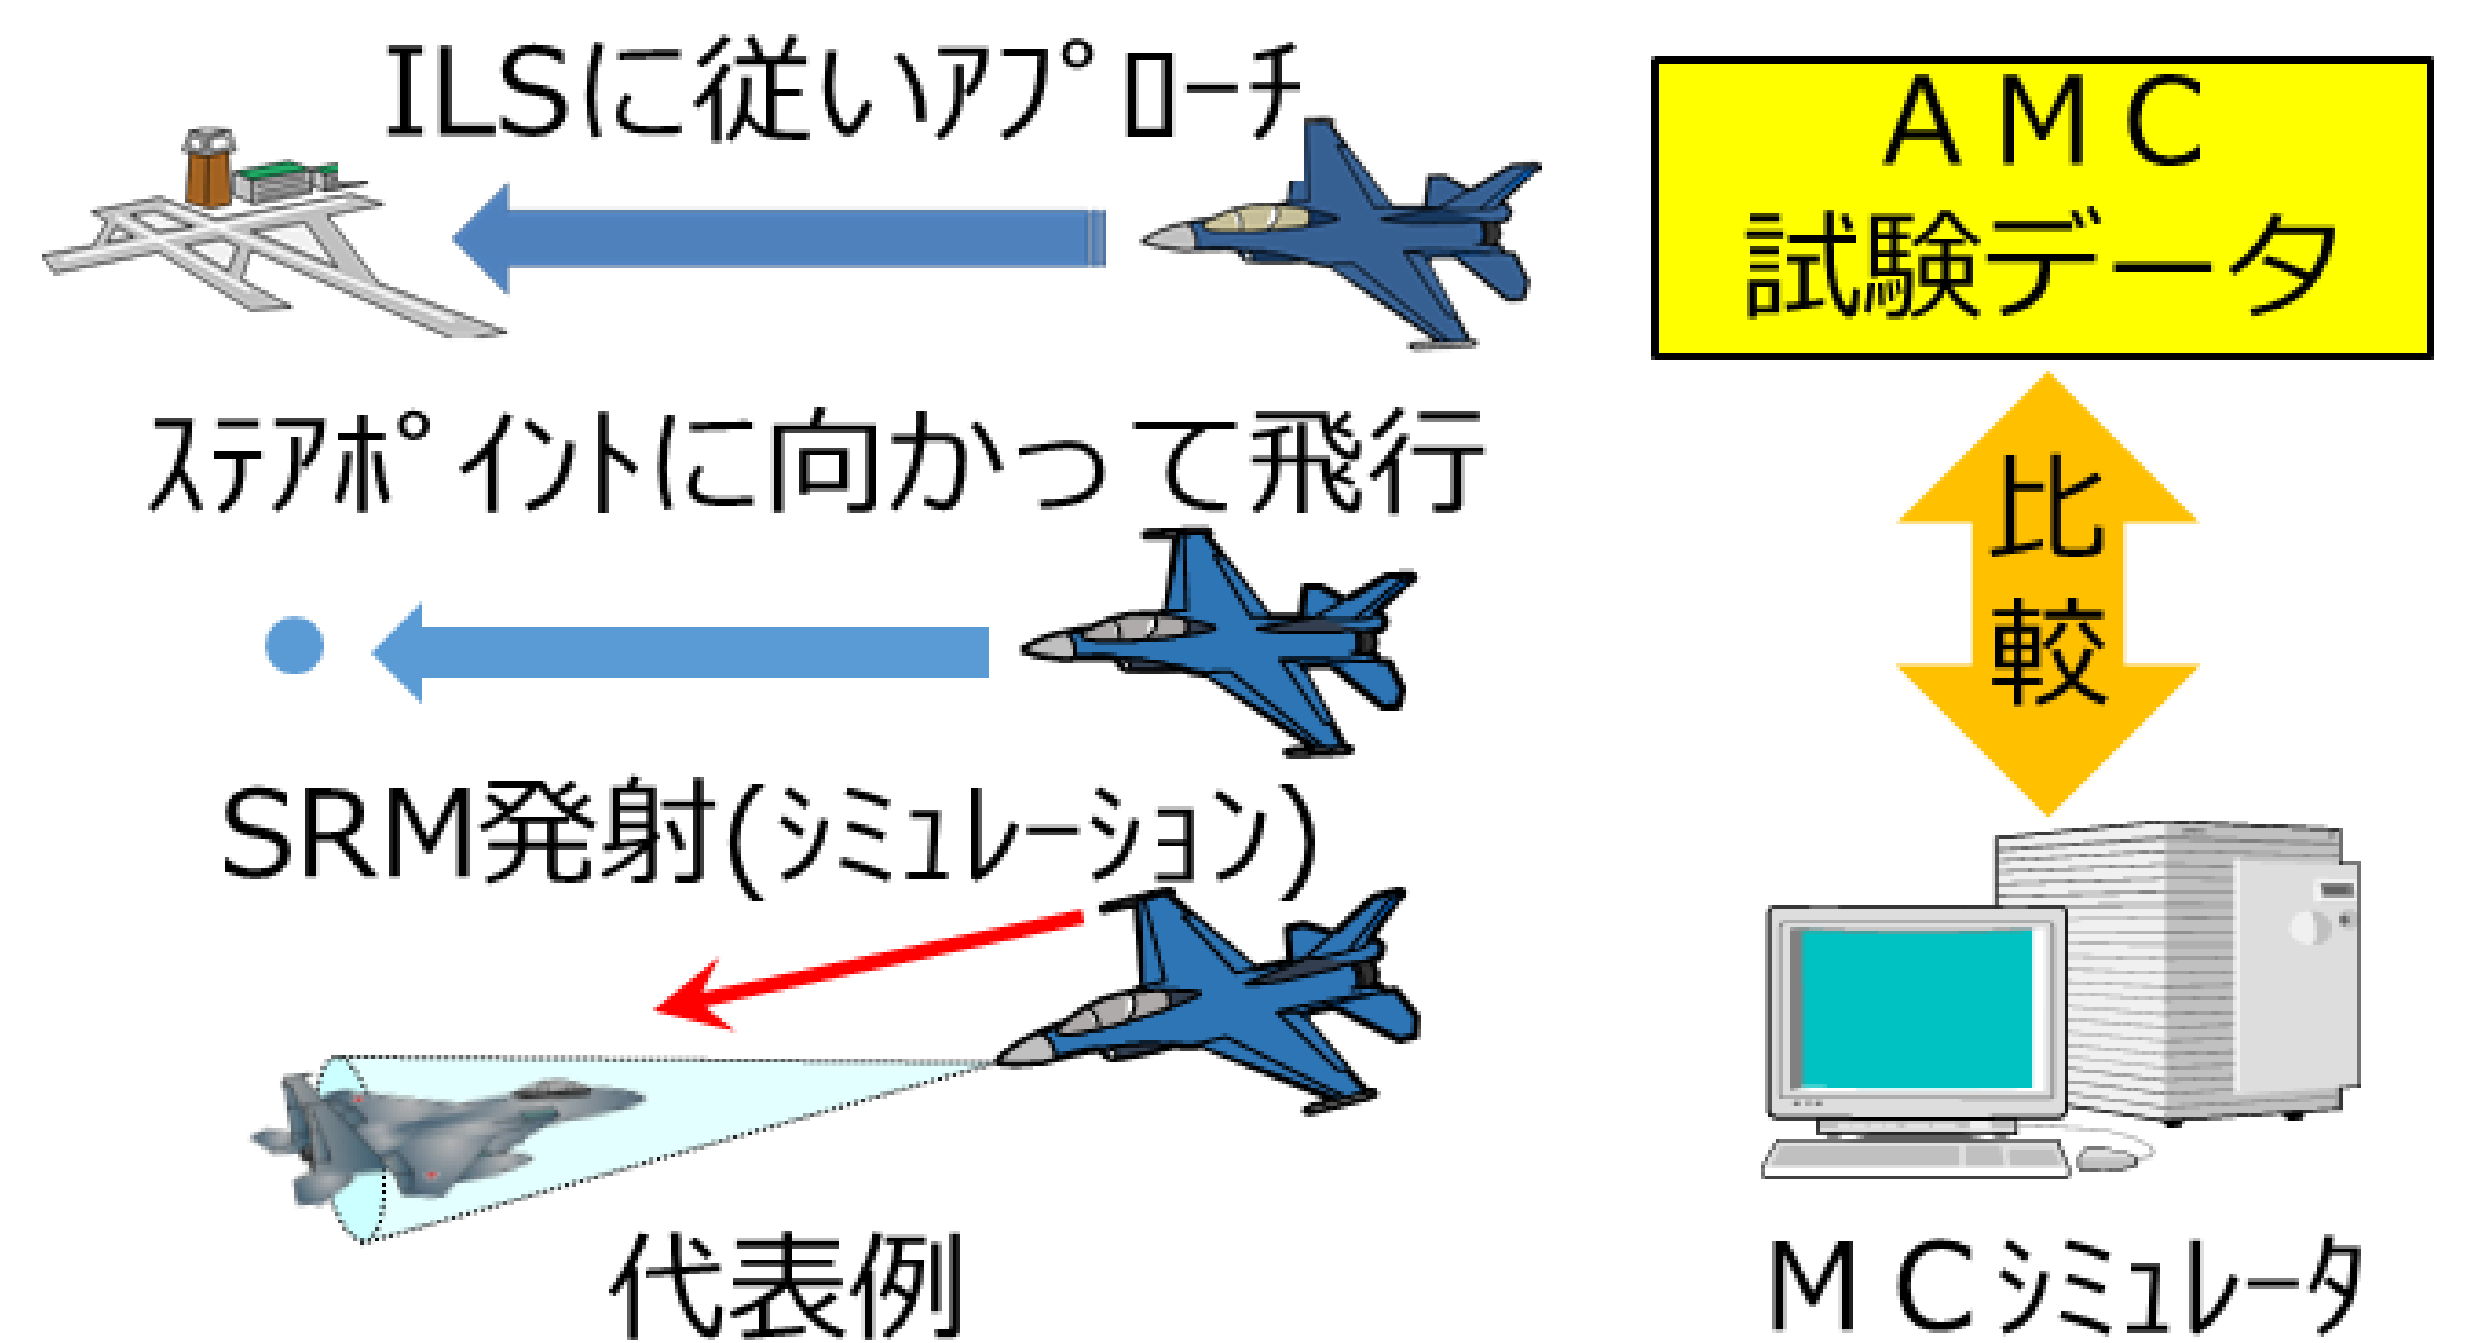 ILSに従いｱﾌﾟﾛｰﾁ
ｽﾃｱﾎﾟｲﾝﾄに向かって飛行
SRM発射(ｼﾐｭﾚｰｼｮﾝ)
代表例
ＡＭＣ
試験データ
比
較
ＭＣｼﾐｭﾚｰﾀ